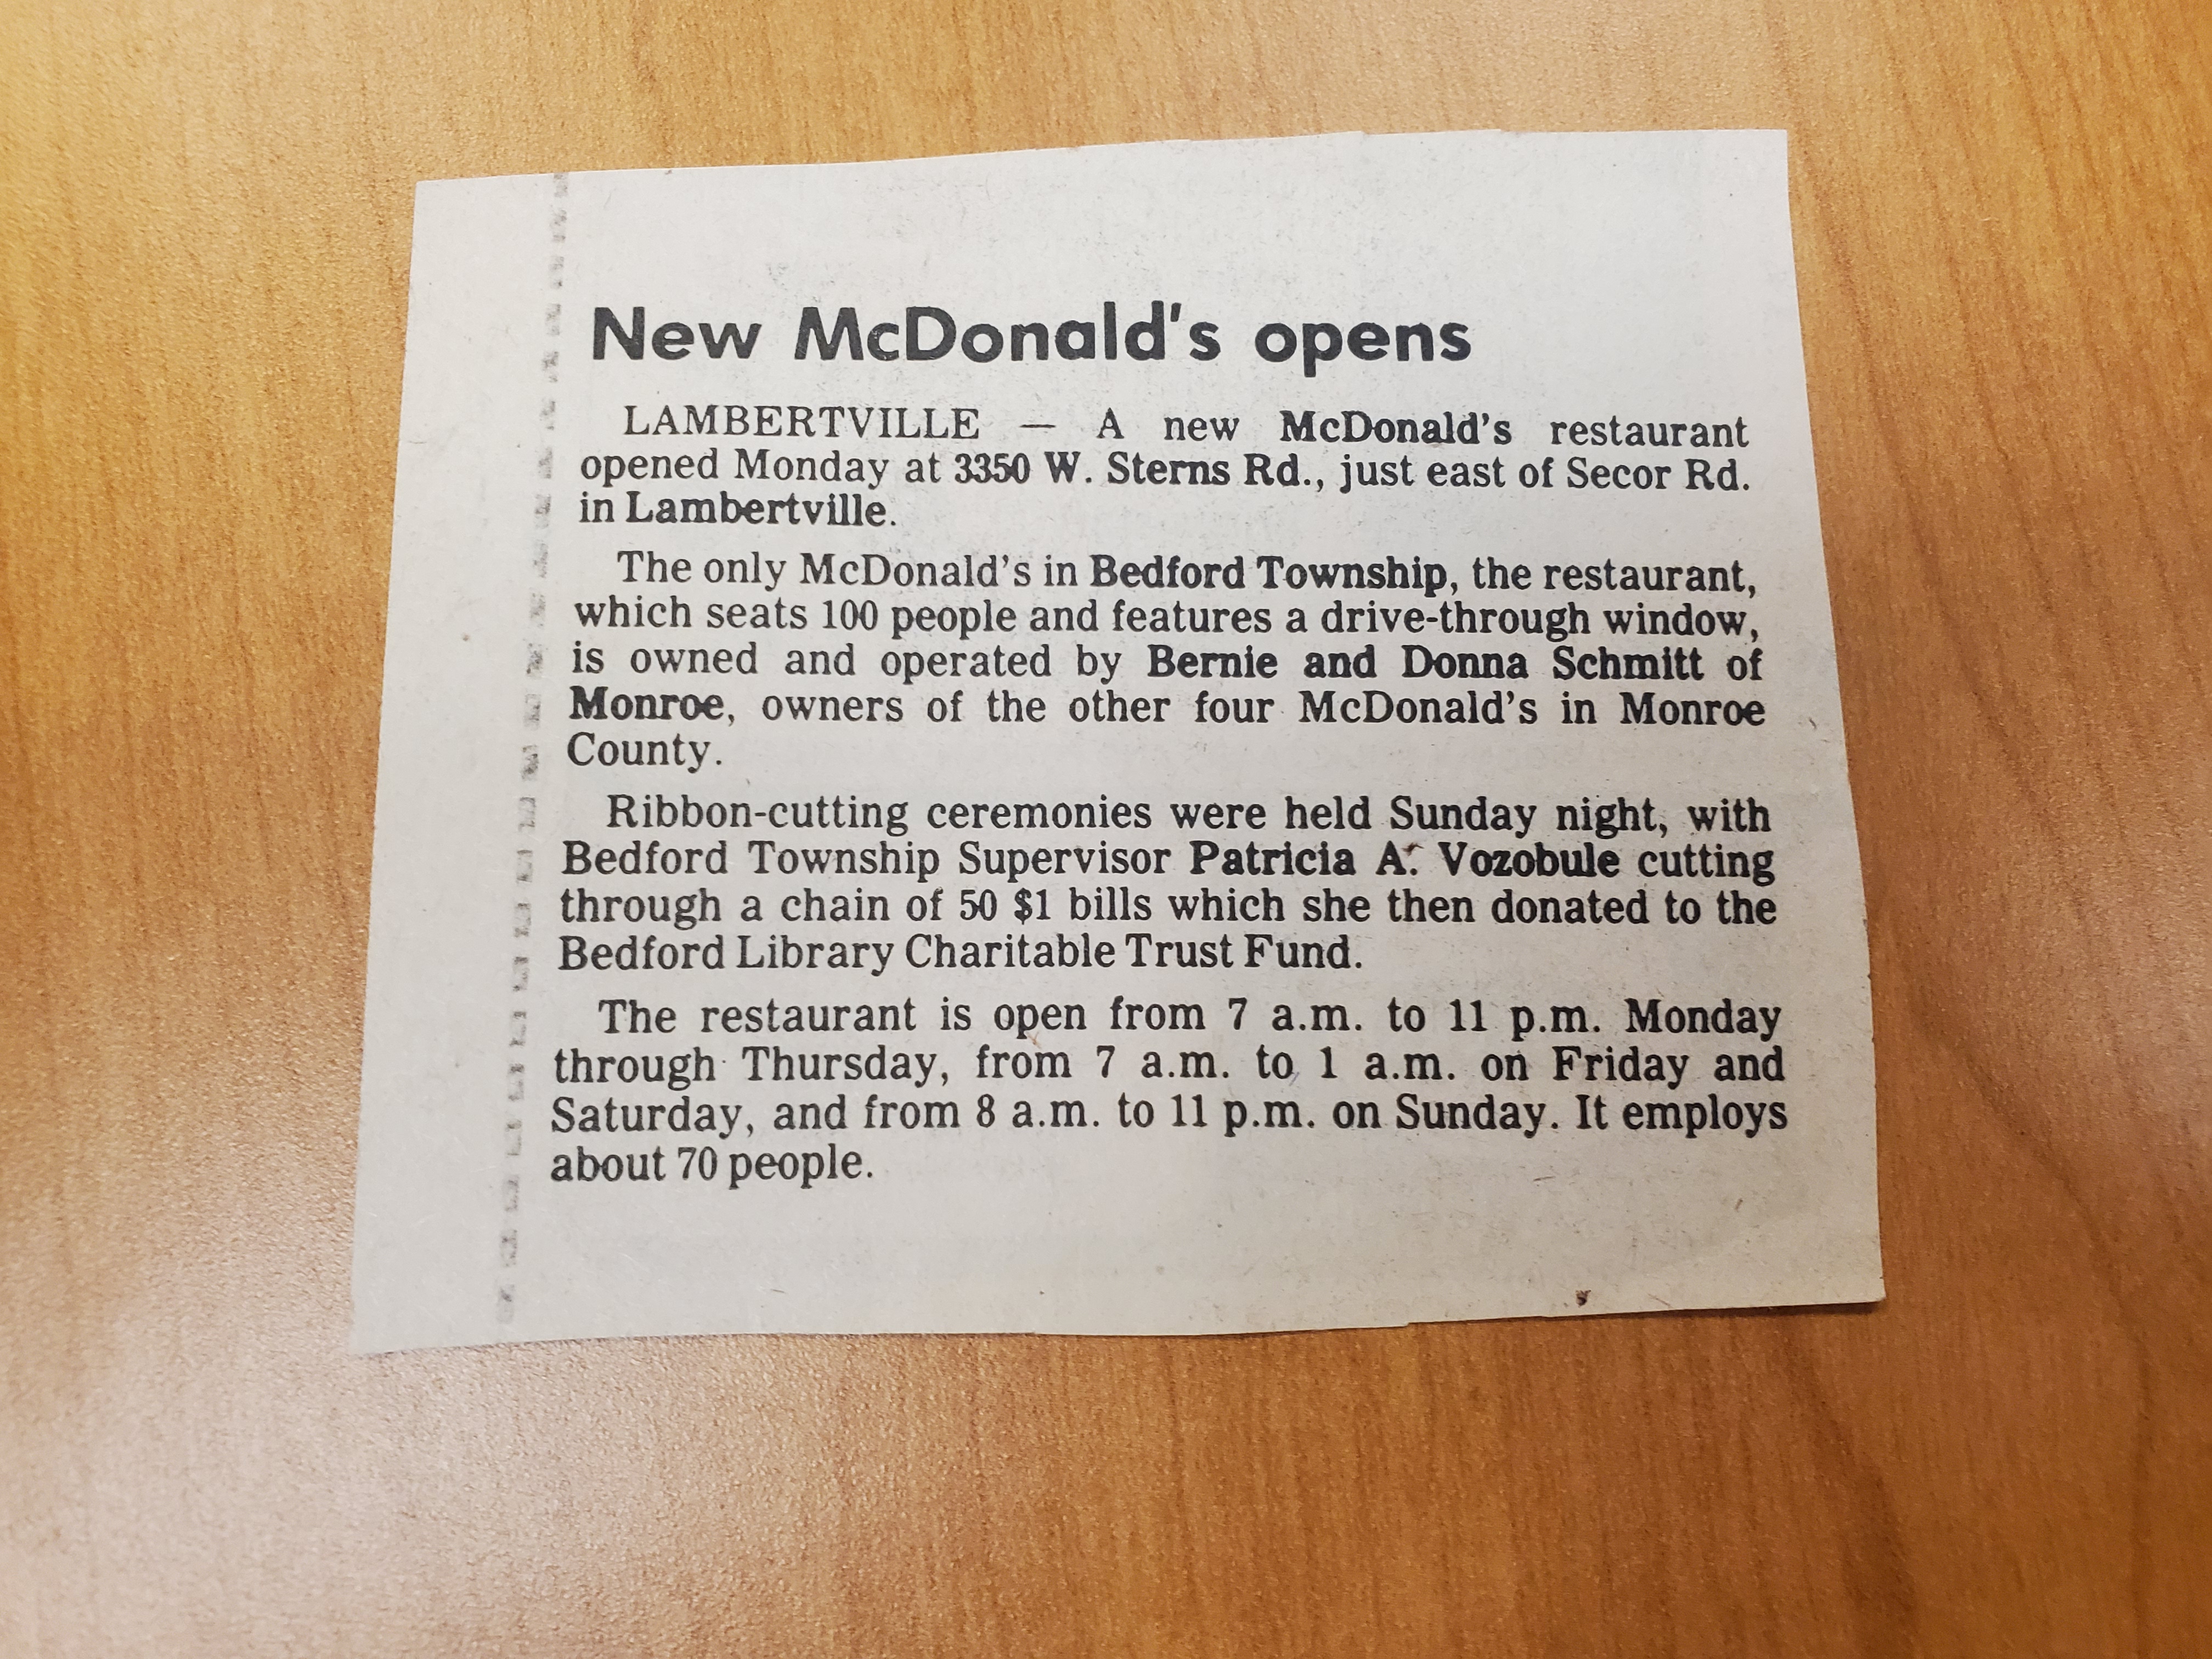 New McDonald's opens
LAMBERTVILLE — A new McDonald's restaurant
opened Monday at 3350 W. Sterns Rd., just east of Secor Rd.
in Lambertville.
The only McDonald's in Bedford Township, the restaurant,
which seats 100 people and features a drive-through window,
is owned and operated by Bernie and Donna Schmitt of
Monroe, owners of the other four McDonald's in Monroe
County.
Ribbon-cutting ceremonies were held Sunday night, with
Bedford Township Supervisor Patricia A. Vozobule cutting
through a chain of 50 $1 bills which she then donated to the
Bedford Library Charitable Trust Fund.
The restaurant is open from 7 a.m. to 11 p.m. Monday
through Thursday, from 7 a.m. to 1 a.m. on Friday and
Saturday, and from 8 a.m. to 11 p.m. on Sunday. It employs
about 70 people.